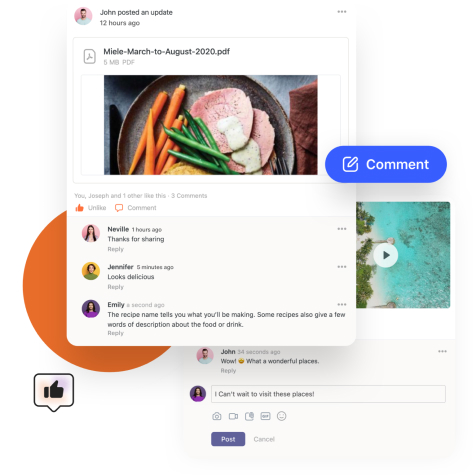 John posted an update
12 hours ago
Miele-March-to-August-2020.pdf
5 MB PDF
Comment
You, Joseph and 1 other like this · 3 Comments
Unlike
Comment
Neville 1 hours ago
Thanks for sharing
Reply
Jennifer 5 minutes ago
Looks delicious
Reply
Emily a second ago
The recipe name tells you what you'll be making. Some recipes also give a few
words of description about the food or drink.
Reply
John 34 seconds ago
Wow! 😍 What a wonderful places.
Reply
I Can't wait to visit these places!
GIF
Post
Cancel